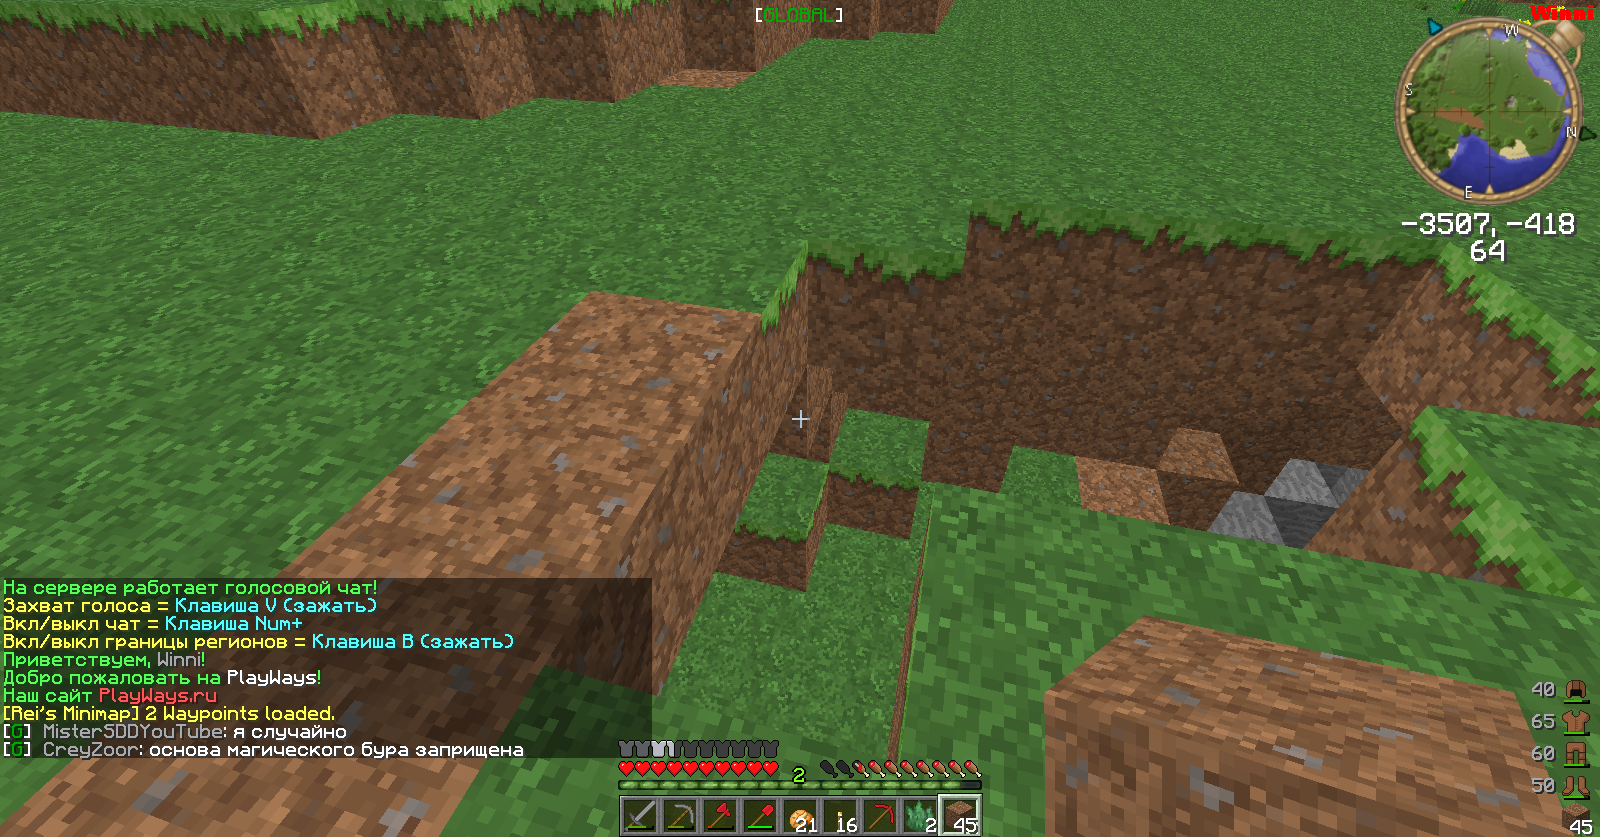 [GLOBAL]
Winni
W
S
N
E
-3507, -418
64
На сервере работает голосовой чат!
Захват голоса = Клавиша V (зажать)
Вкл/выкл чат = Клавиша Num+
Вкл/выкл границы регионов = Клавиша B (зажать)
Приветствуем, Winni!
Добро пожаловать на PlayWays!
Наш сайт PlayWays.ru
[Rei's Minimap] 2 Waypoints loaded.
[G] MisterSDDYouTube: я случайно
[G] CreyZoor: основа магического бура заприщена
40
65
60
50
45
2
21
16
2
45